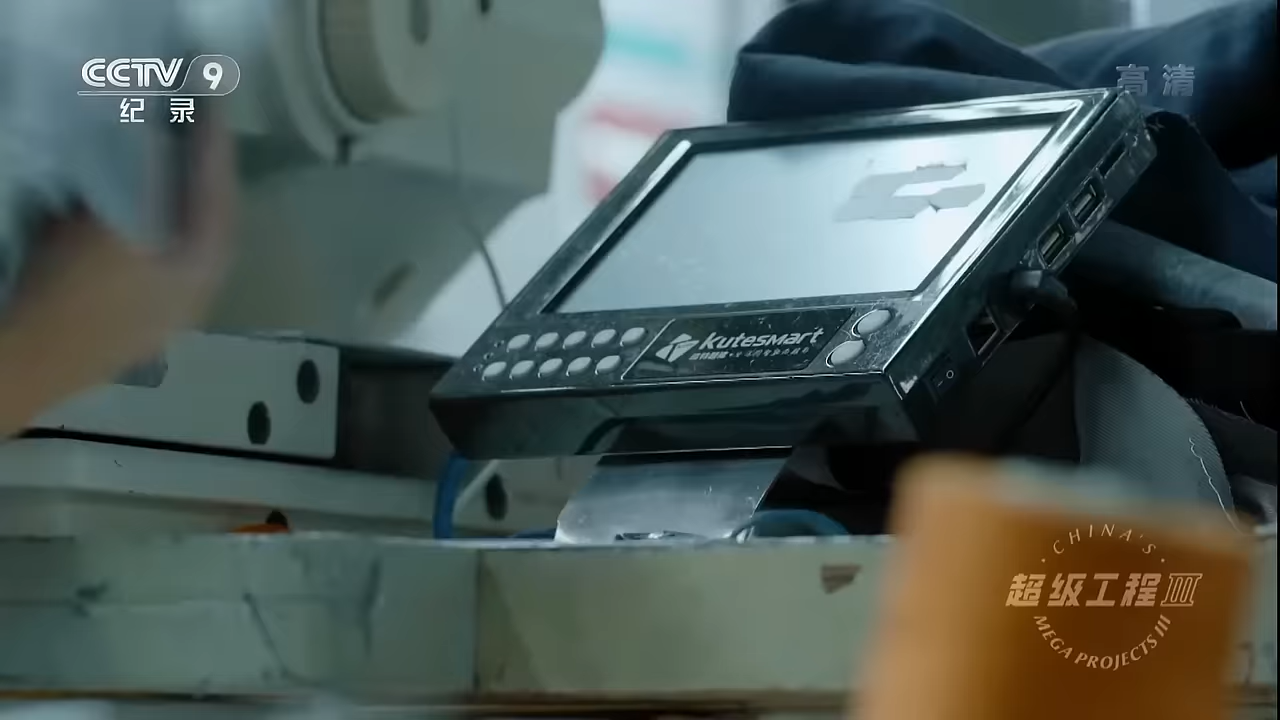 CCTV 9
纪录
高清
Kutesmart
CHINA'S
超级工程III
MEGA PROJECTS III